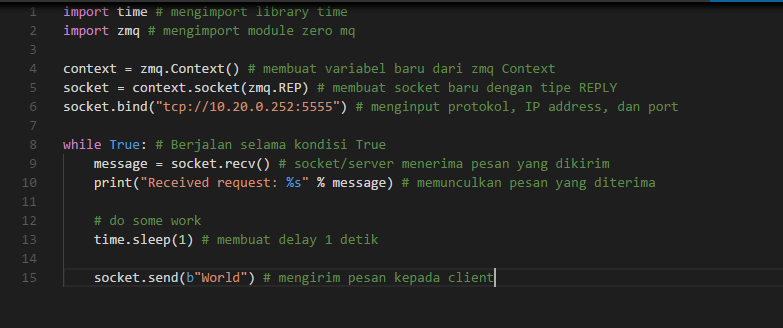 1 import time # mengimport library time
2 import zmq # mengimport module zero mq
3
4 context = zmq.Context() # membuat variabel baru dari zmq Context
5 socket = context.socket(zmq.REP) # membuat socket baru dengan tipe REPLY
6 socket.bind("tcp://10.20.0.252:5555") # menginput protokol, IP address, dan port
7
8 while True: # Berjalan selama kondisi True
9     message = socket.recv() # socket/server menerima pesan yang dikirim
10     print("Received request: %s" % message) # memunculkan pesan yang diterima
11
12     # do some work
13     time.sleep(1) # membuat delay 1 detik
14
15     socket.send(b"World") # mengirim pesan kepada client